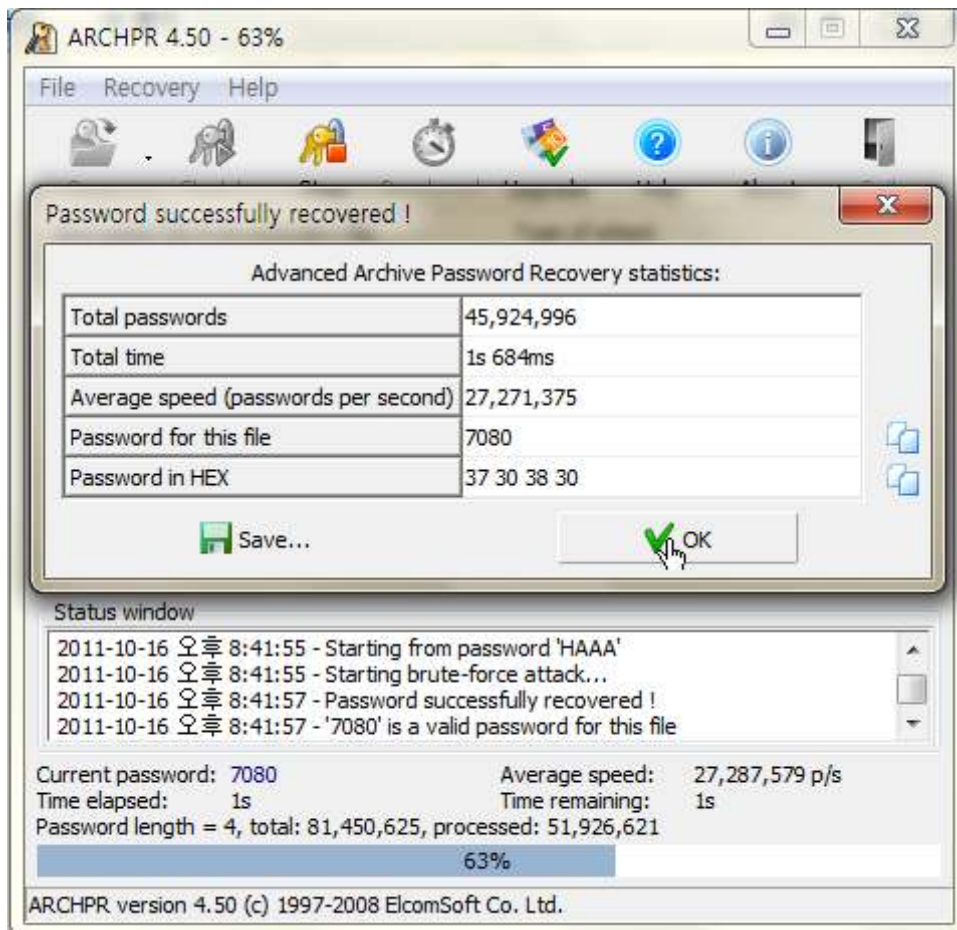 ARCHPR 4.50 - 63%
File Recovery Help
Password successfully recovered !
Advanced Archive Password Recovery statistics:
Total passwords 45,924,996
Total time 1s 684ms
Average speed (passwords per second) 27,271,375
Password for this file 7080
Password in HEX 37 30 38 30
Save... OK
Status window
2011-10-16 오후 8:41:55 - Starting from password 'HAAA'
2011-10-16 오후 8:41:55 - Starting brute-force attack...
2011-10-16 오후 8:41:57 - Password successfully recovered !
2011-10-16 오후 8:41:57 - '7080' is a valid password for this file
Current password: 7080 Average speed: 27,287,579 p/s
Time elapsed: 1s Time remaining: 1s
Password length = 4, total: 81,450,625, processed: 51,926,621
63%
ARCHPR version 4.50 (c) 1997-2008 ElcomSoft Co. Ltd.